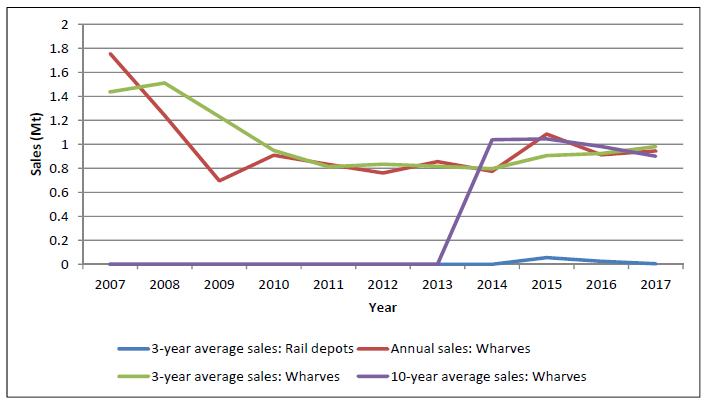 2
1.8
1.6
1.4
1.2
1
0.8
0.6
0.4
0.2
0
Sales (Mt)
2007 2008 2009 2010 2011 2012 2013 2014 2015 2016 2017
Year
3-year average sales: Rail depots Annual sales: Wharves
3-year average sales: Wharves 10-year average sales: Wharves